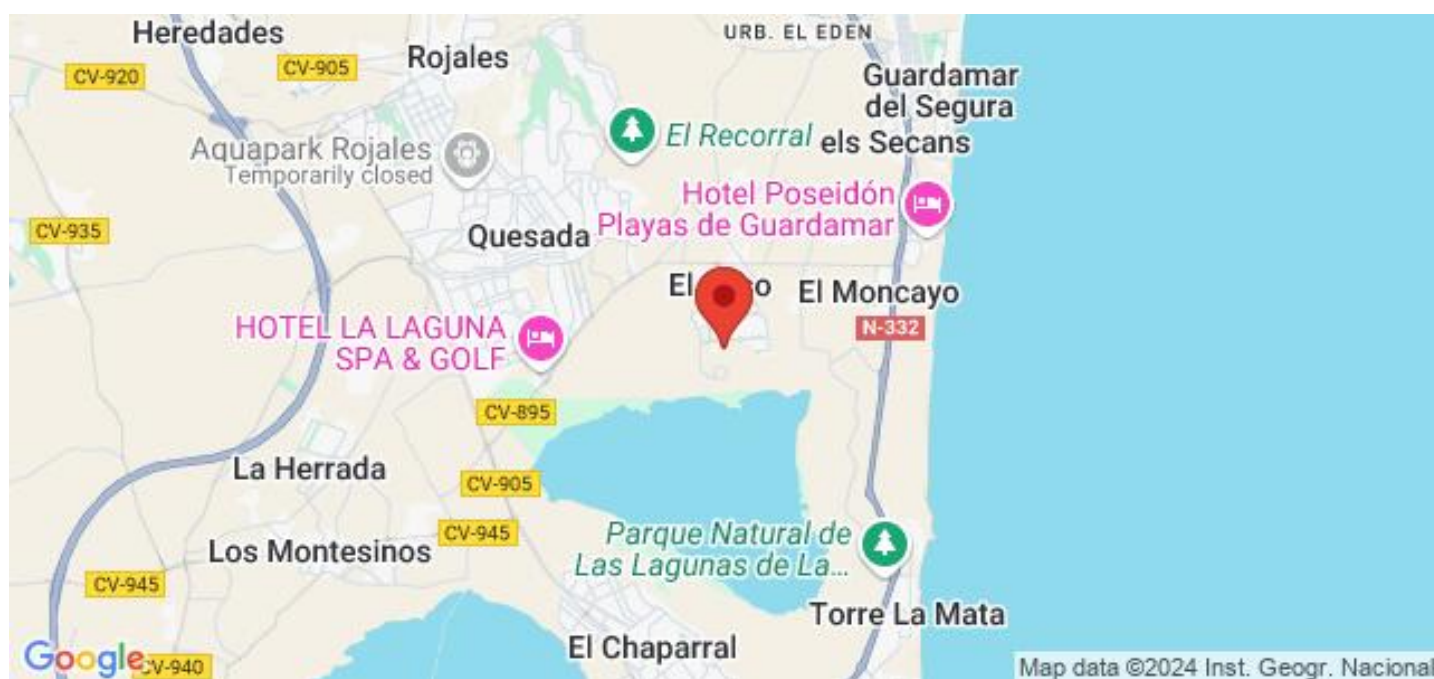 Heredades
URB. EL EDEN
Rojales
CV-905
CV-920
Guardamar
del Segura
Aquapark Rojales
Temporarily closed
El Recorral
els Secans
Hotel Poseidón
Playas de Guardamar
CV-935
Quesada
El
El Moncayo
HOTEL LA LAGUNA
SPA & GOLF
N-332
CV-895
La Herrada
CV-905
CV-945
Parque Natural de
Las Lagunas de La...
Los Montesinos
CV-945
Torre La Mata
El Chaparral
Google
CV-940
Map data ©2024 Inst. Geogr. Nacional